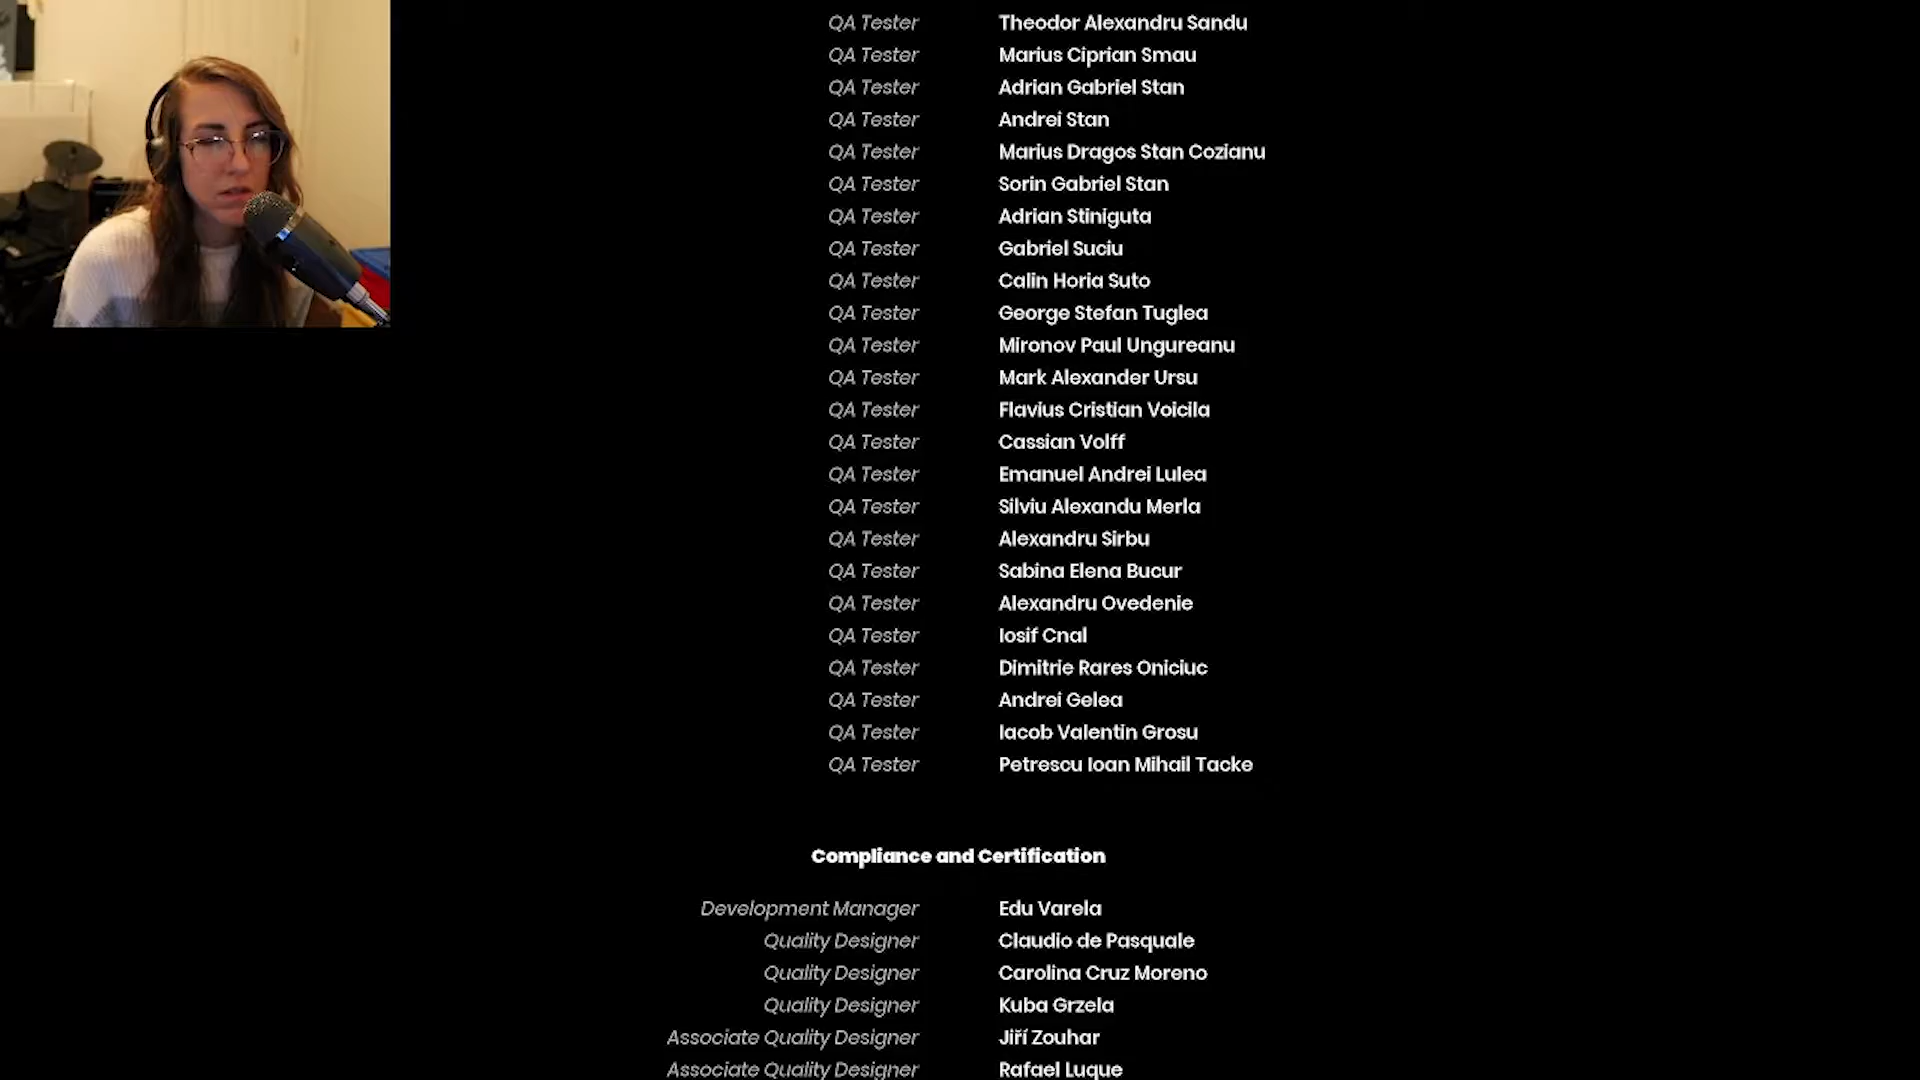 QA Tester Theodor Alexandru Sandu
QA Tester Marius Ciprian Smau
QA Tester Adrian Gabriel Stan
QA Tester Andrei Stan
QA Tester Marius Dragos Stan Cozianu
QA Tester Sorin Gabriel Stan
QA Tester Adrian Stiniguta
QA Tester Gabriel Suciu
QA Tester Calin Horia Suto
QA Tester George Stefan Tuglea
QA Tester Mironov Paul Ungureanu
QA Tester Mark Alexander Ursu
QA Tester Flavius Cristian Voicila
QA Tester Cassian Volff
QA Tester Emanuel Andrei Lulea
QA Tester Silviu Alexandu Merla
QA Tester Alexandru Sirbu
QA Tester Sabina Elena Bucur
QA Tester Alexandru Ovedenie
QA Tester Iosif Cnal
QA Tester Dimitrie Rares Oniciuc
QA Tester Andrei Gelea
QA Tester Iacob Valentin Grosu
QA Tester Petrescu Ioan Mihail Tacke
Compliance and Certification
Development Manager Edu Varela
Quality Designer Claudio de Pasquale
Quality Designer Carolina Cruz Moreno
Quality Designer Kuba Grzela
Associate Quality Designer Jiří Zouhar
Associate Quality Designer Rafael Luque